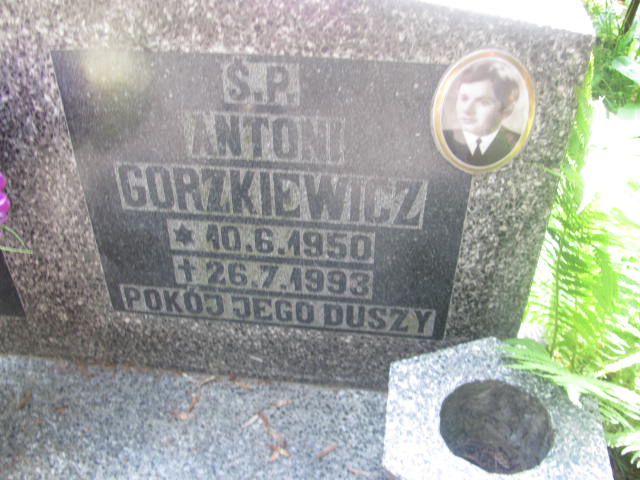 Ś.P.
ANTONI
GORZKIEWICZ
* 10.6.1950
✝ 26.7.1993
POKÓJ JEGO DUSZY